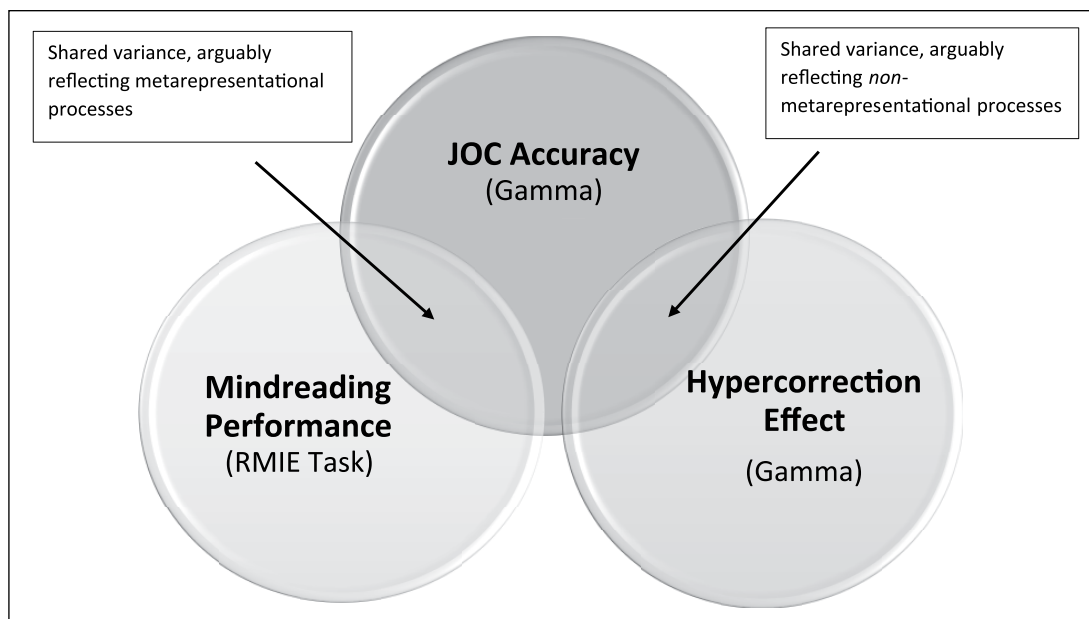 Shared variance, arguably
reflecting metarepresentational
processes
Shared variance, arguably
reflecting non-
metarepresentational processes
JOC Accuracy
(Gamma)
Mindreading
Performance
(RMIE Task)
Hypercorrection
Effect
(Gamma)